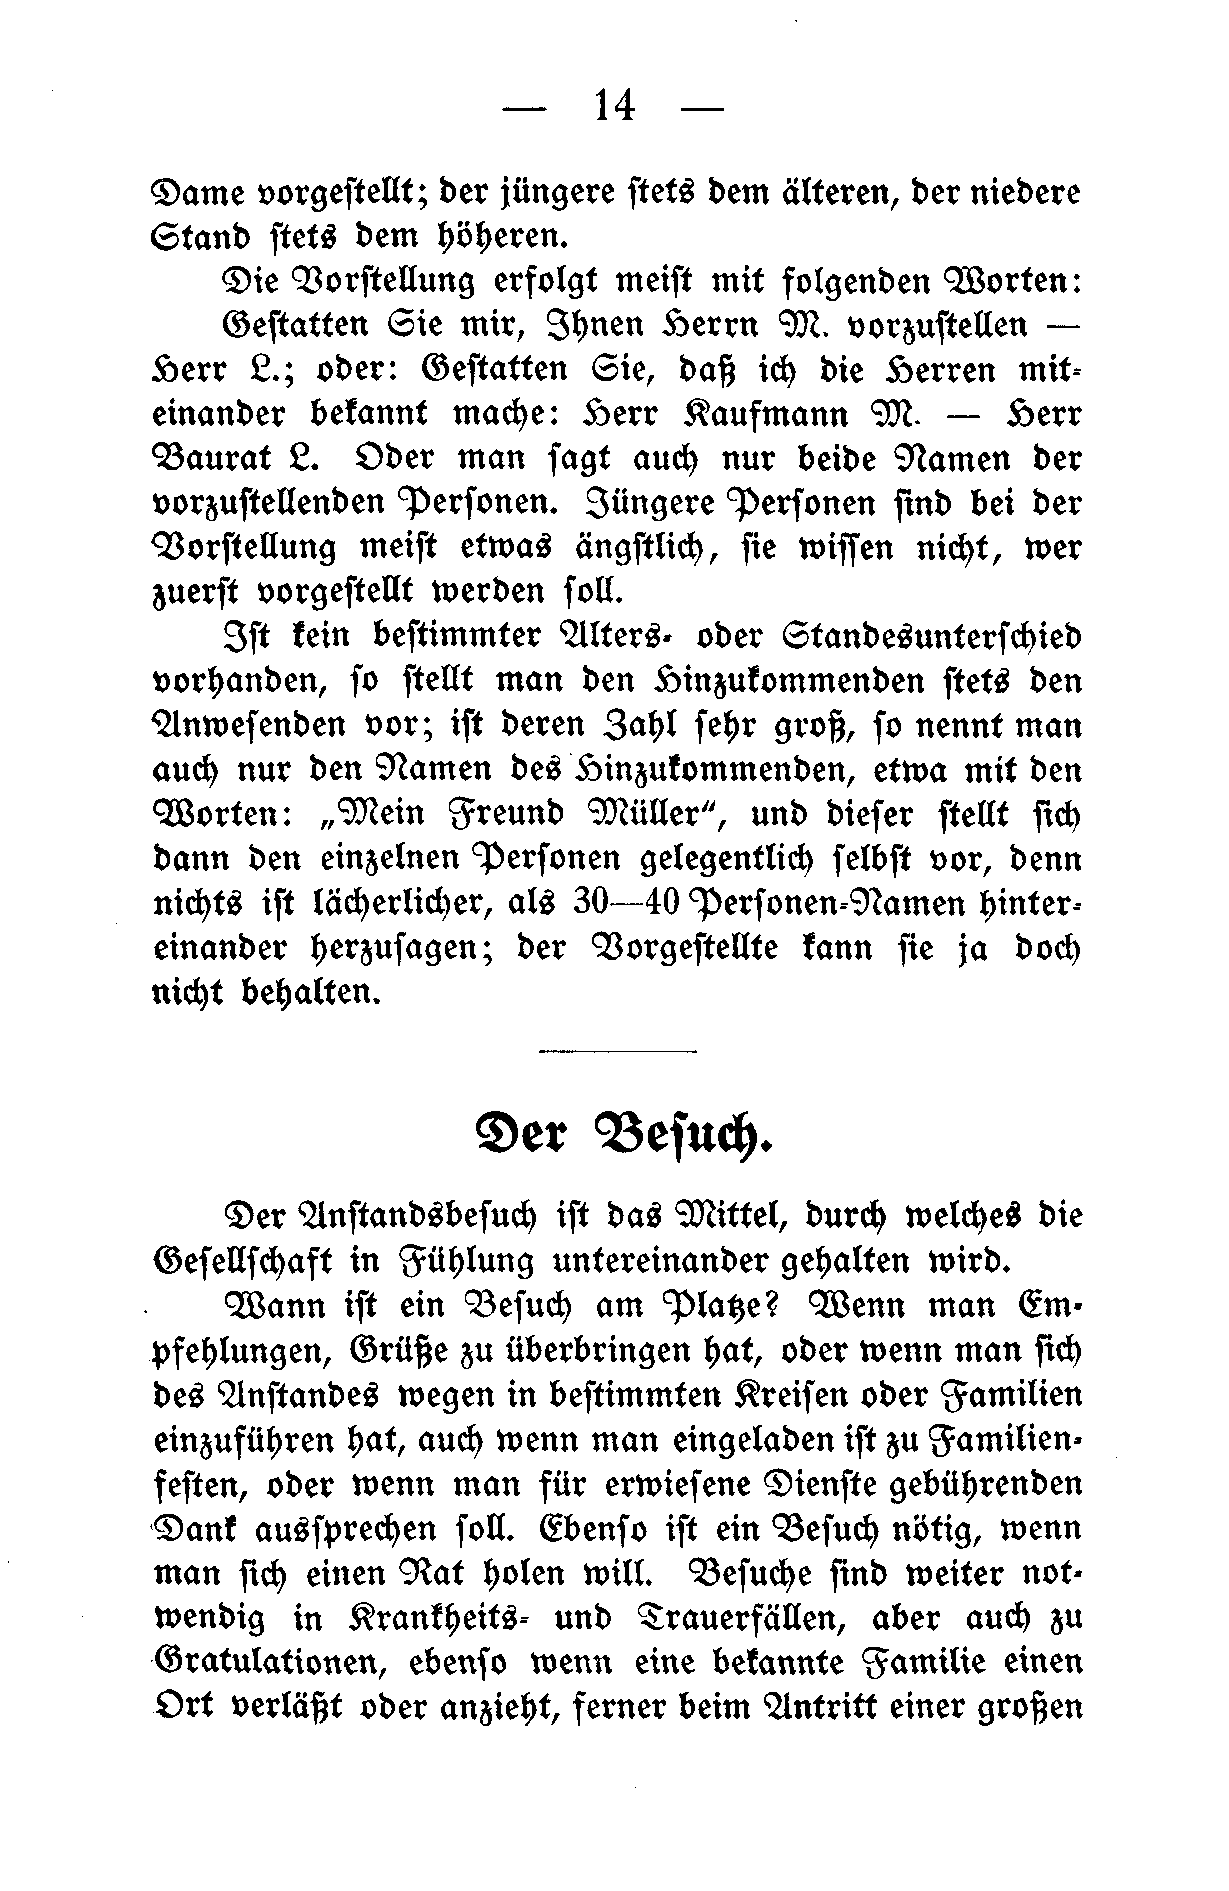 — 14 —
Dame vorgestellt; der jüngere stets dem älteren, der niedere
Stand stets dem höheren.
Die Vorstellung erfolgt meist mit folgenden Worten:
Gestatten Sie mir, Ihnen Herrn M. vorzustellen —
Herr L.; oder: Gestatten Sie, daß ich die Herren mit-
einander bekannt mache: Herr Kaufmann M. — Herr
Baurat L. Oder man sagt auch nur beide Namen der
vorzustellenden Personen. Jüngere Personen sind bei der
Vorstellung meist etwas ängstlich, sie wissen nicht, wer
zuerst vorgestellt werden soll.
Ist kein bestimmter Alters- oder Standesunterschied
vorhanden, so stellt man den Hinzukommenden stets den
Anwesenden vor; ist deren Zahl sehr groß, so nennt man
auch nur den Namen des Hinzukommenden, etwa mit den
Worten: „Mein Freund Müller“, und dieser stellt sich
dann den einzelnen Personen gelegentlich selbst vor, denn
nichts ist lächerlicher, als 30—40 Personen-Namen hinter-
einander herzusagen; der Vorgestellte kann sie ja doch
nicht behalten.
Der Besuch.
Der Anstandsbesuch ist das Mittel, durch welches die
Gesellschaft in Fühlung untereinander gehalten wird.
Wann ist ein Besuch am Platze? Wenn man Em-
pfehlungen, Grüße zu überbringen hat, oder wenn man sich
des Anstandes wegen in bestimmten Kreisen oder Familien
einzuführen hat, auch wenn man eingeladen ist zu Familien-
festen, oder wenn man für erwiesene Dienste gebührenden
Dank aussprechen soll. Ebenso ist ein Besuch nötig, wenn
man sich einen Rat holen will. Besuche sind weiter not-
wendig in Krankheits- und Trauerfällen, aber auch zu
Gratulationen, ebenso wenn eine bekannte Familie einen
Ort verläßt oder anzieht, ferner beim Antritt einer großen